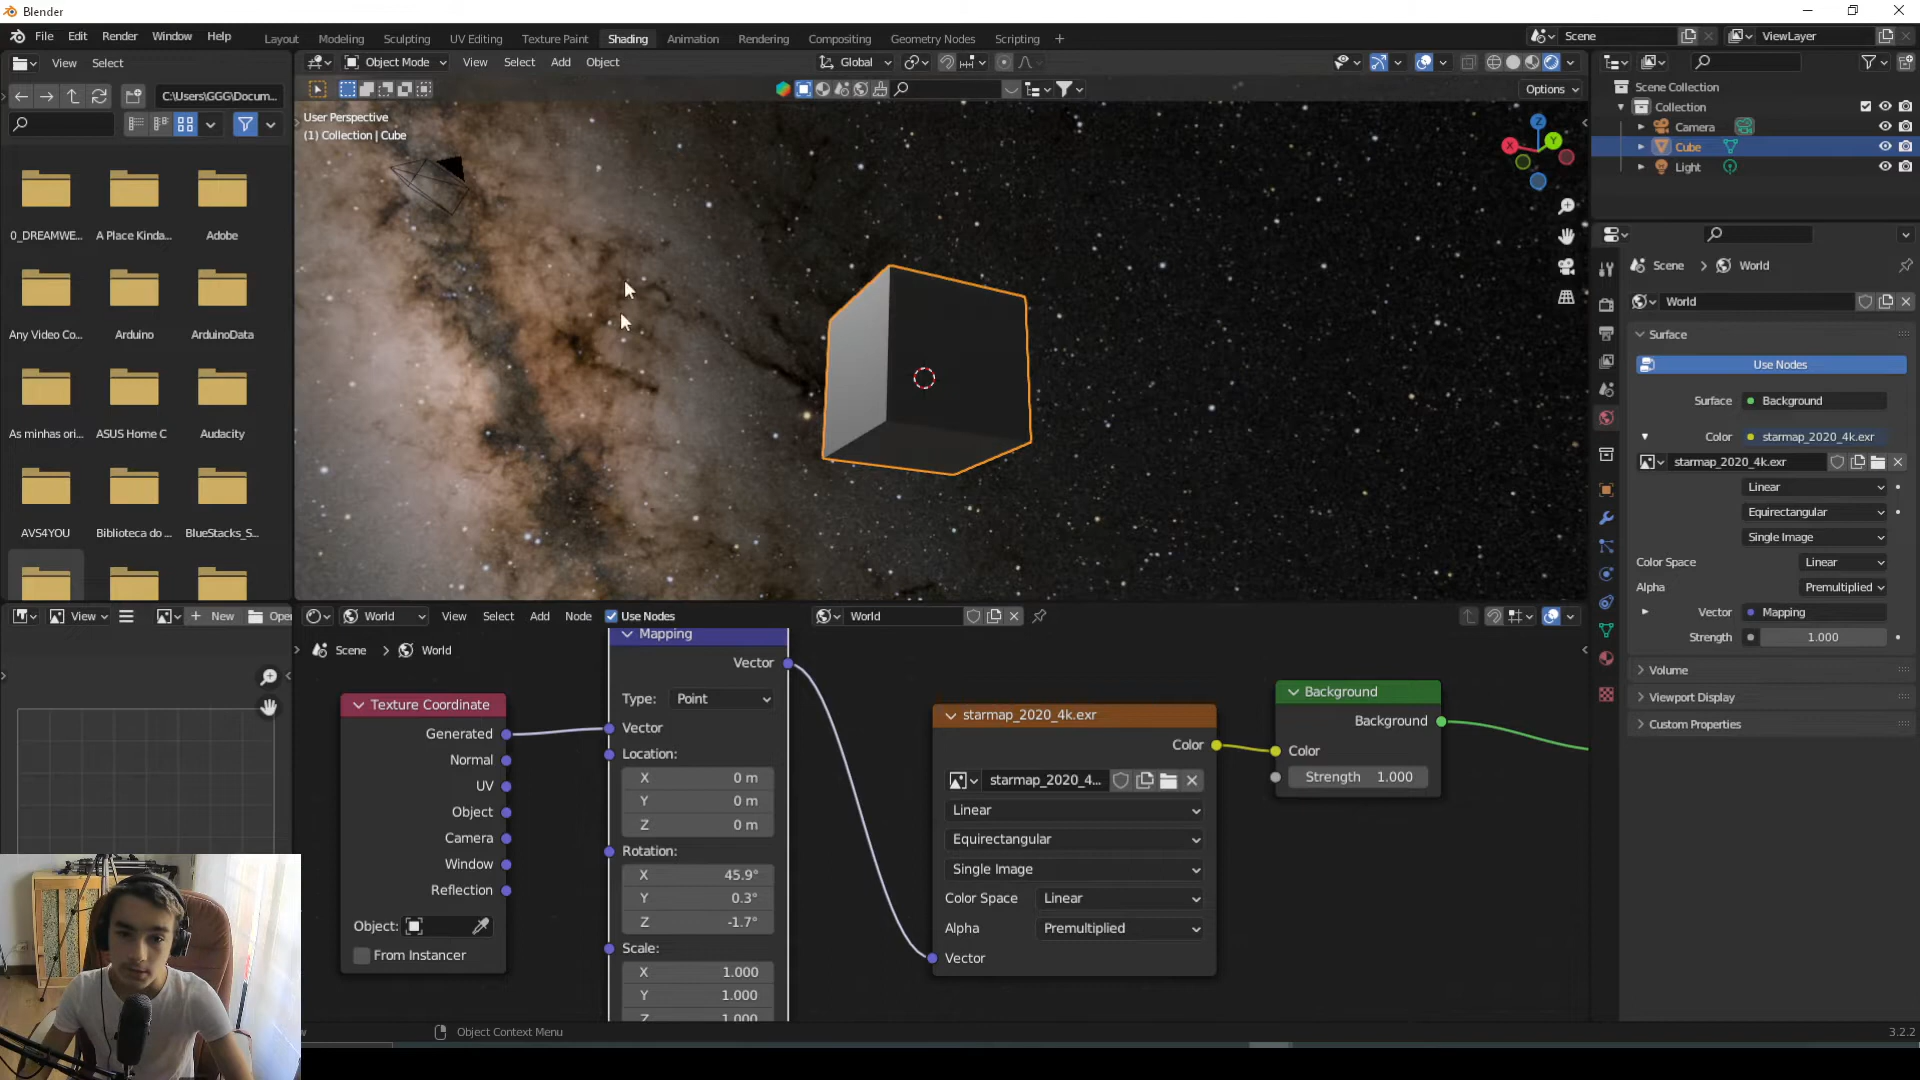 Blender
File Edit Render Window Help
Layout Modeling Sculpting UV Editing Texture Paint Shading Animation Rendering Compositing Geometry Nodes Scripting
Scene ViewLayer
View Select
Object Mode View Select Add Object Global
C:\Users\GGG\Docum...
Options
User Perspective
(1) Collection | Cube
X Y Z
0_DREAMWE... A Place Kinda... Adobe
Any Video Co... Arduino ArduinoData
As minhas ori... ASUS Home C Audacity
AVS4YOU Biblioteca do ... BlueStacks_S...
View New Open
World View Select Add Node Use Nodes World
Scene World
Texture Coordinate
Generated
Normal
UV
Object
Camera
Window
Reflection
Object:
From Instancer
Mapping
Vector
Type: Point
Vector
Location:
X 0 m
Y 0 m
Z 0 m
Rotation:
X 45.9°
Y 0.3°
Z -1.7°
Scale:
X 1.000
Y 1.000
Z 1.000
starmap_2020_4k.exr
Color
starmap_2020_4...
Linear
Equirectangular
Single Image
Color Space Linear
Alpha Premultiplied
Vector
Background
Background
Color
Strength 1.000
Scene Collection
Collection
Camera
Cube
Light
Scene World
World
Surface
Use Nodes
Surface Background
Color starmap_2020_4k.exr
starmap_2020_4k.exr
Linear
Equirectangular
Single Image
Color Space Linear
Alpha Premultiplied
Vector Mapping
Strength 1.000
Volume
Viewport Display
Custom Properties
Object Context Menu
3.2.2